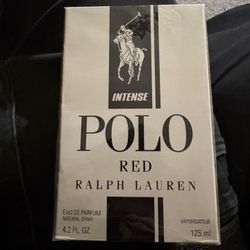 INTENSE
POLO
RED
RALPH LAUREN
EAU DE PARFUM
NATURAL SPRAY
VAPORISATEUR
4.2 FL. OZ.
125 ml